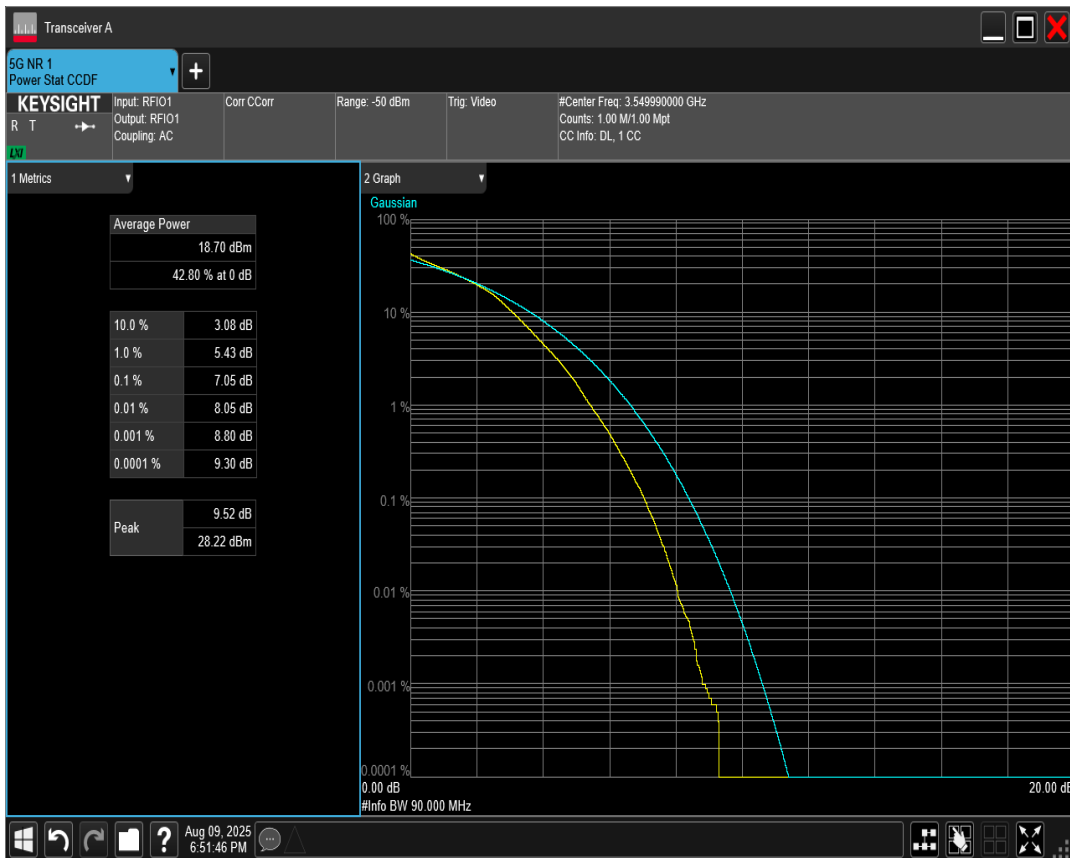 Transceiver A
5G NR 1
Power Stat CCDF
+
KEYSIGHT
R T
LXI
Input: RFIO1
Output: RFIO1
Coupling: AC
Corr CCorr
Range: -50 dBm
Trig: Video
#Center Freq: 3.549990000 GHz
Counts: 1.00 M/1.00 Mpt
CC Info: DL, 1 CC
1 Metrics
Average Power
18.70 dBm
42.80 % at 0 dB
10.0 % 3.08 dB
1.0 % 5.43 dB
0.1 % 7.05 dB
0.01 % 8.05 dB
0.001 % 8.80 dB
0.0001 % 9.30 dB
Peak
9.52 dB
28.22 dBm
2 Graph
Gaussian
100 %
10 %
1 %
0.1 %
0.01 %
0.001 %
0.0001 %
0.00 dB 20.00 dB
#Info BW 90.000 MHz
?
Aug 09, 2025
6:51:46 PM